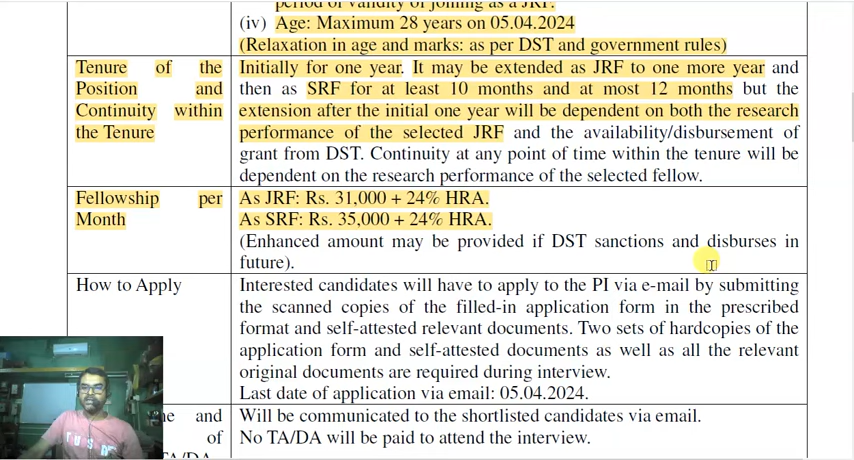 period of validity of joining as a JRF.
(iv) Age: Maximum 28 years on 05.04.2024
(Relaxation in age and marks: as per DST and government rules)
Tenure of the
Position and
Continuity within
the Tenure
Initially for one year. It may be extended as JRF to one more year and
then as SRF for at least 10 months and at most 12 months but the
extension after the initial one year will be dependent on both the research
performance of the selected JRF and the availability/disbursement of
grant from DST. Continuity at any point of time within the tenure will be
dependent on the research performance of the selected fellow.
Fellowship per
Month
As JRF: Rs. 31,000 + 24% HRA.
As SRF: Rs. 35,000 + 24% HRA.
(Enhanced amount may be provided if DST sanctions and disburses in
future).
How to Apply
Interested candidates will have to apply to the PI via e-mail by submitting
the scanned copies of the filled-in application form in the prescribed
format and self-attested relevant documents. Two sets of hardcopies of the
application form and self-attested documents as well as all the relevant
original documents are required during interview.
Last date of application via email: 05.04.2024.
and
of
TA/DA
Will be communicated to the shortlisted candidates via email.
No TA/DA will be paid to attend the interview.